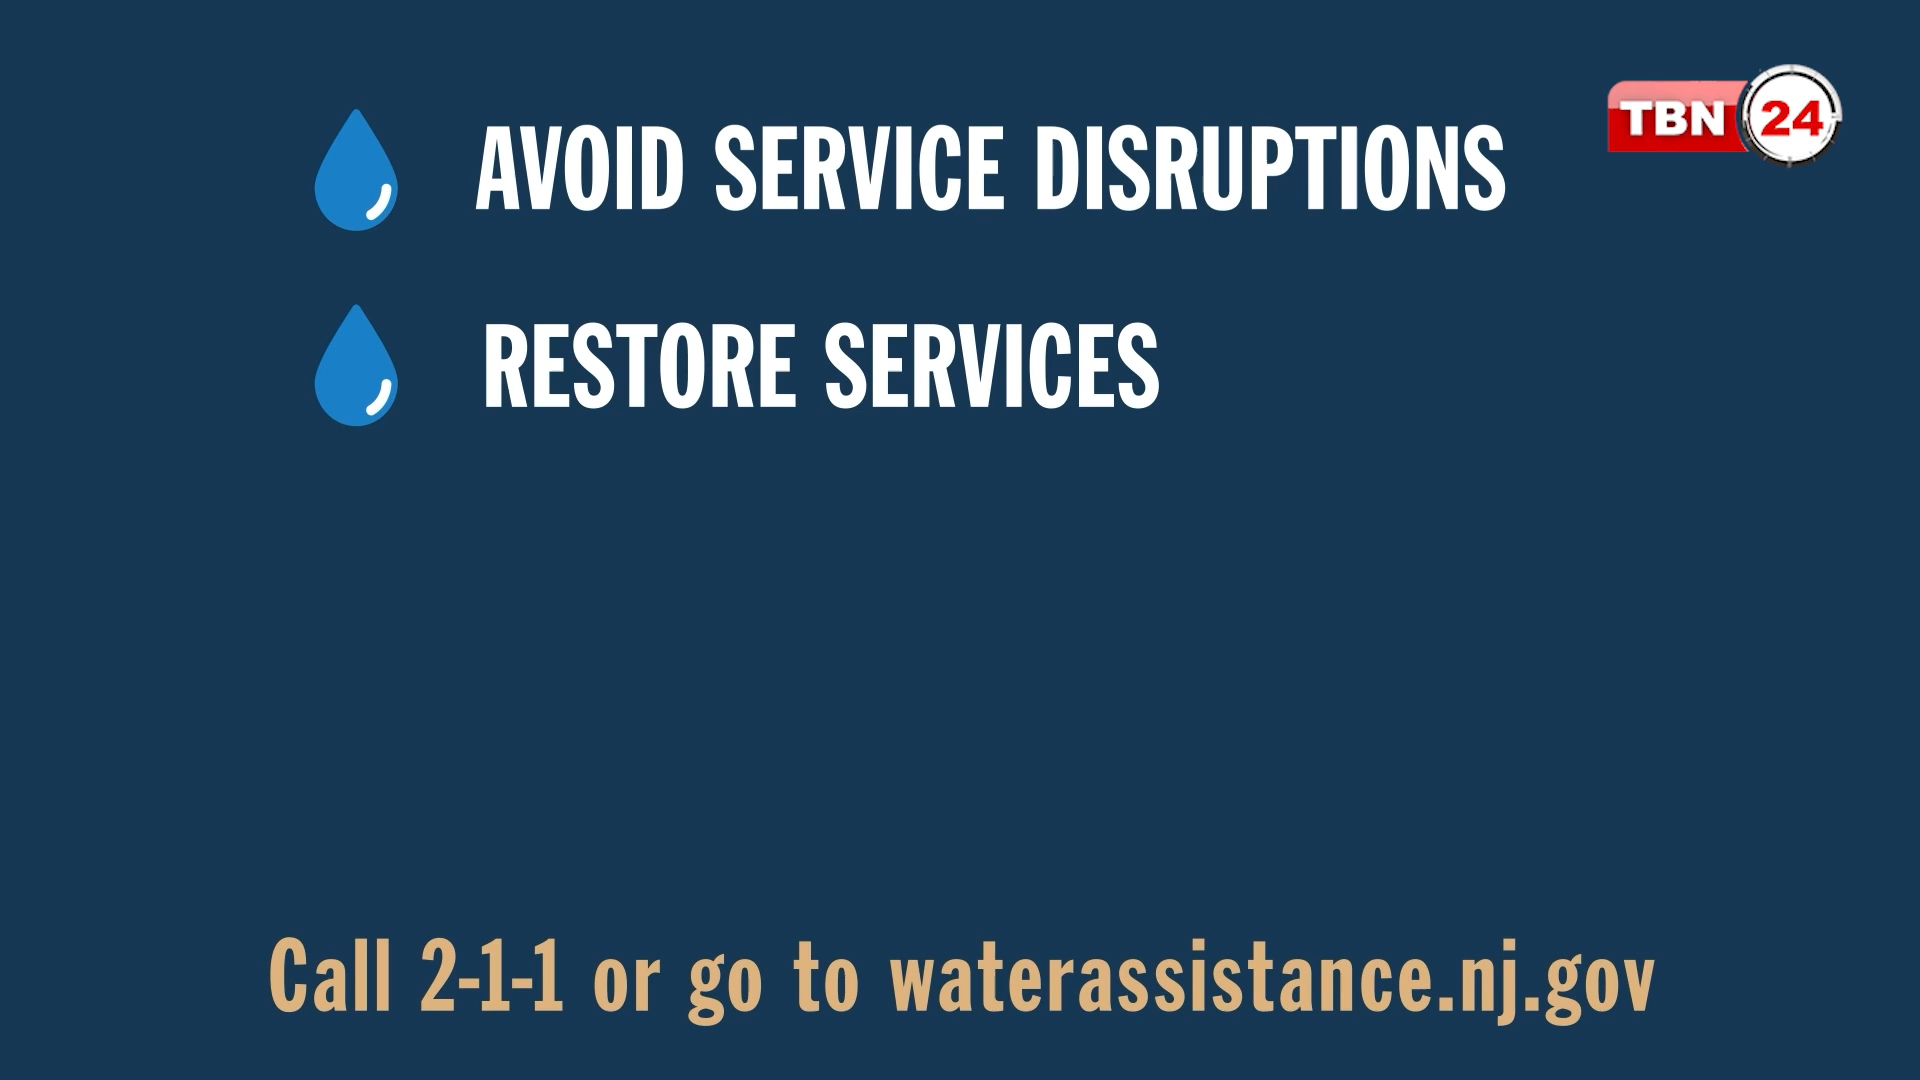 AVOID SERVICE DISRUPTIONS
TBN 24
RESTORE SERVICES
Call 2-1-1 or go to waterassistance.nj.gov